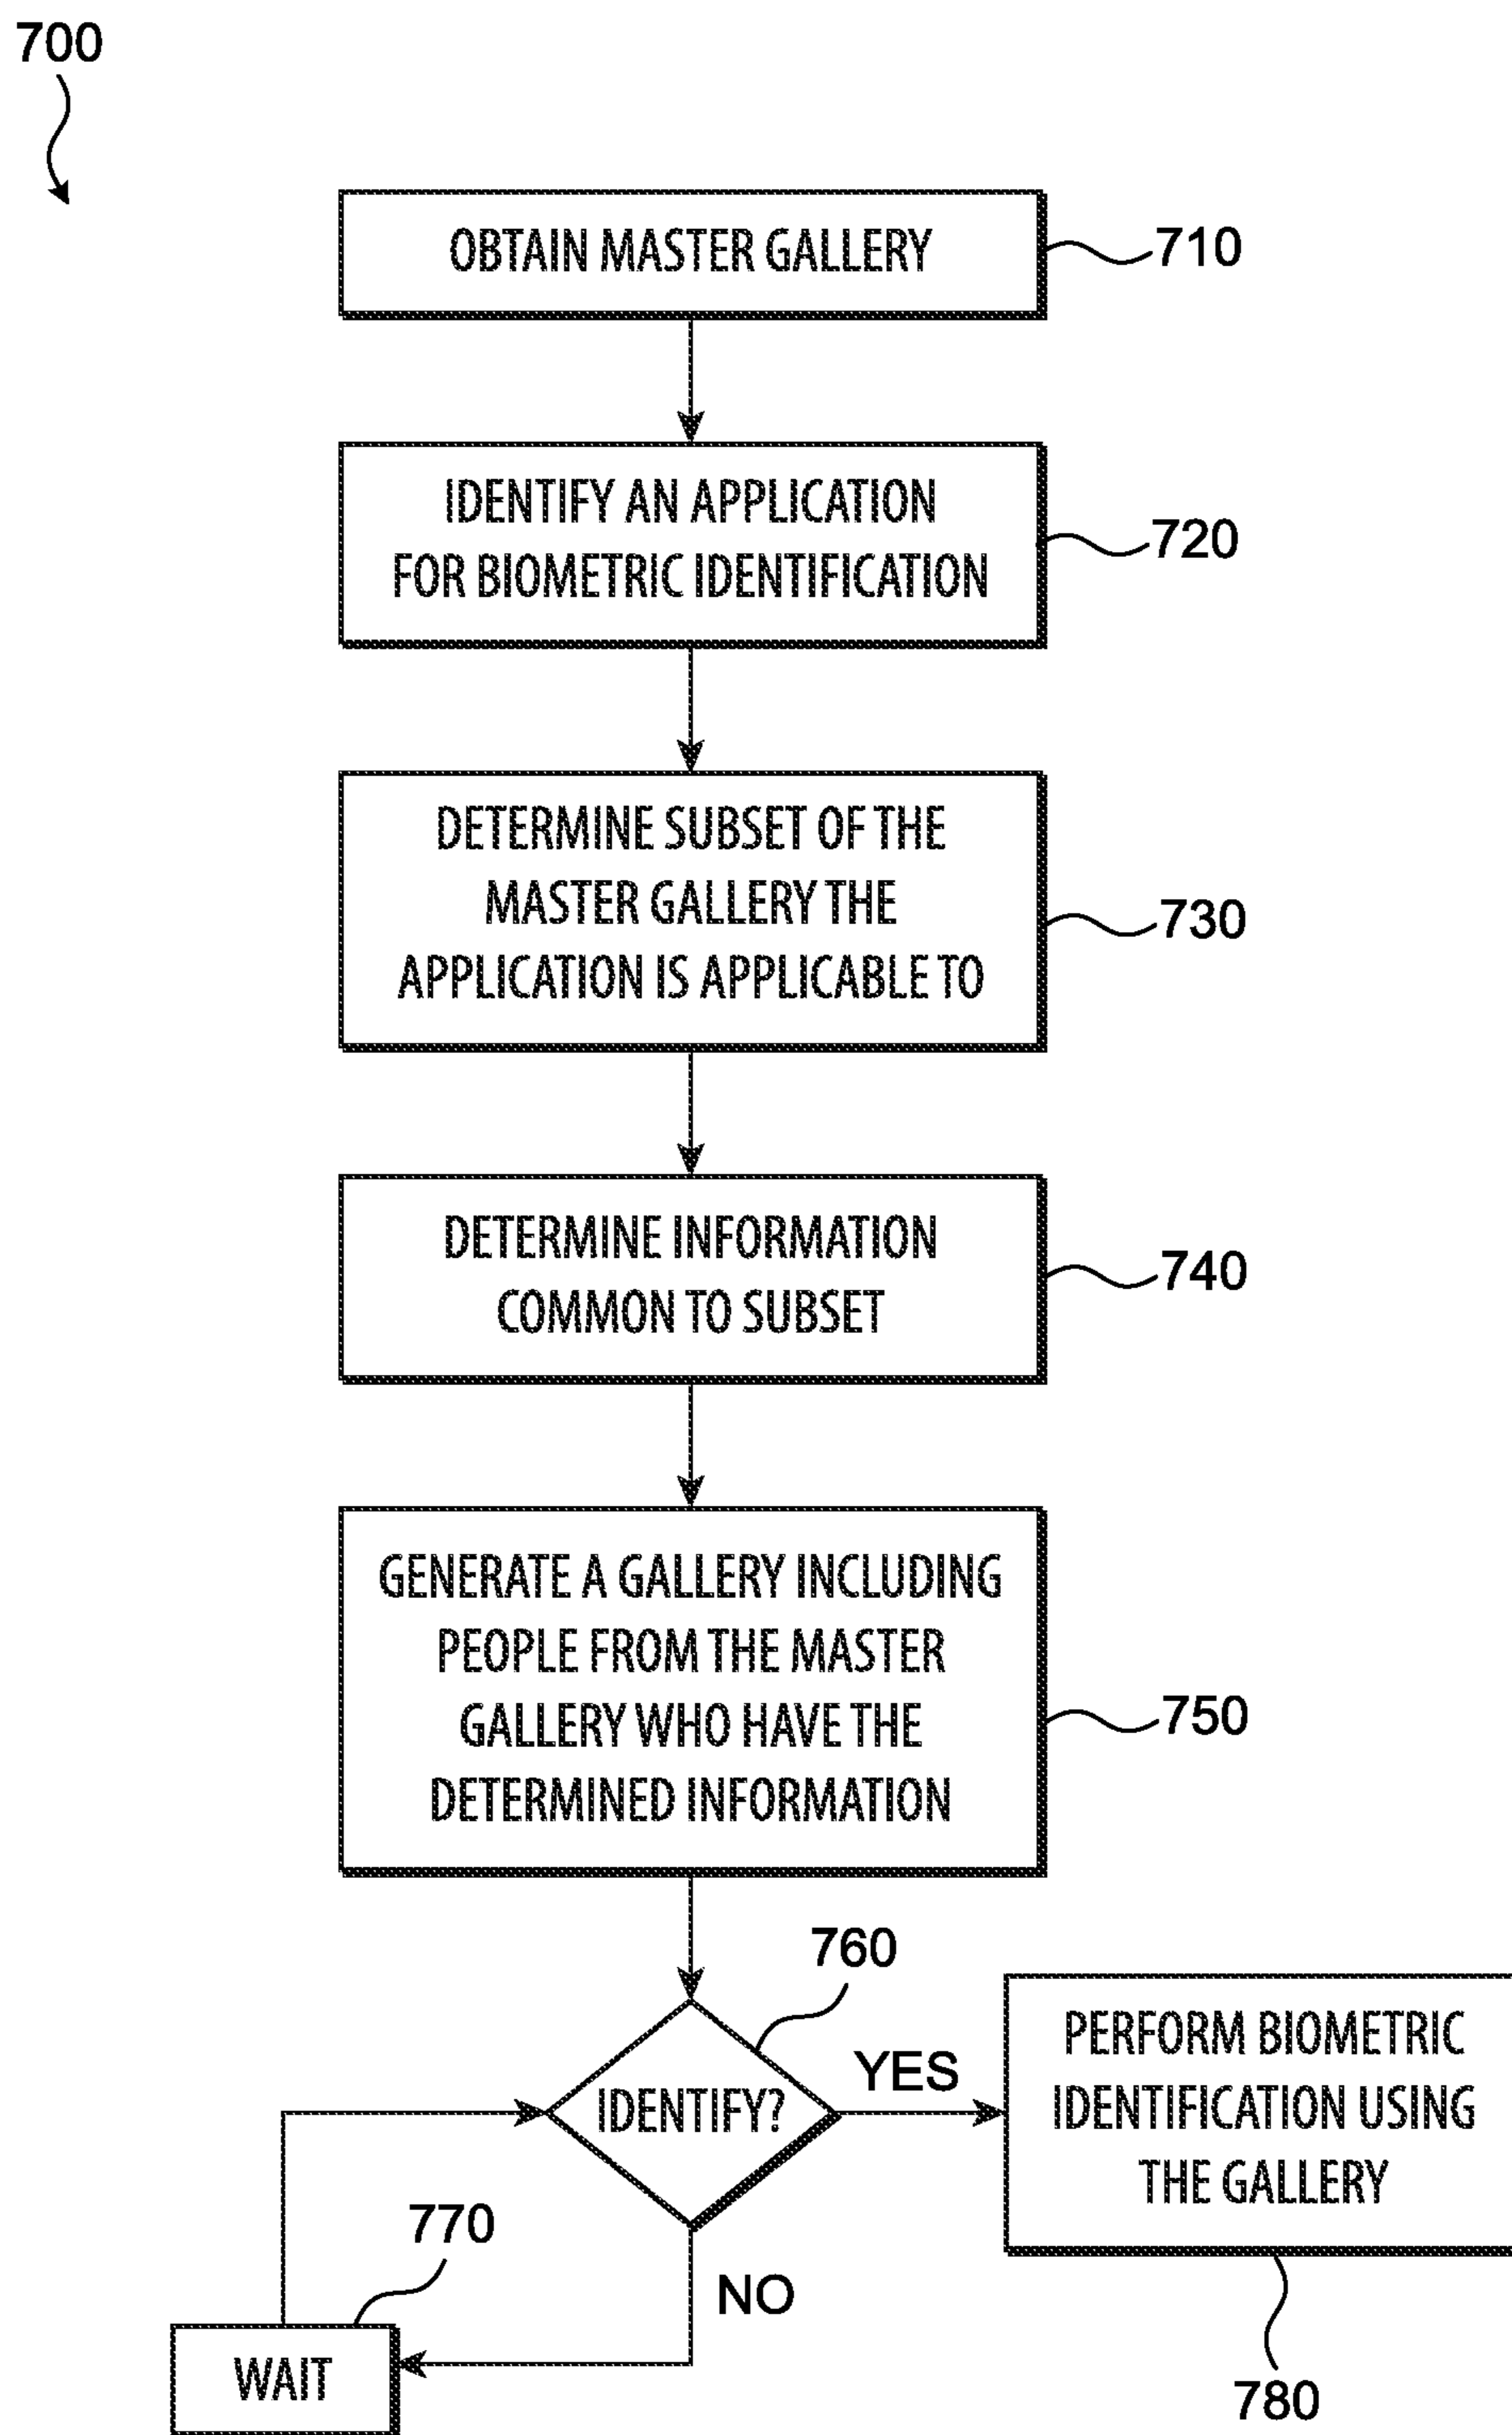 700
OBTAIN MASTER GALLERY
710
IDENTIFY AN APPLICATION
FOR BIOMETRIC IDENTIFICATION
720
DETERMINE SUBSET OF THE
MASTER GALLERY THE
APPLICATION IS APPLICABLE TO
730
DETERMINE INFORMATION
COMMON TO SUBSET
740
GENERATE A GALLERY INCLUDING
PEOPLE FROM THE MASTER
GALLERY WHO HAVE THE
DETERMINED INFORMATION
750
760
IDENTIFY?
YES
PERFORM BIOMETRIC
IDENTIFICATION USING
THE GALLERY
780
NO
770
WAIT